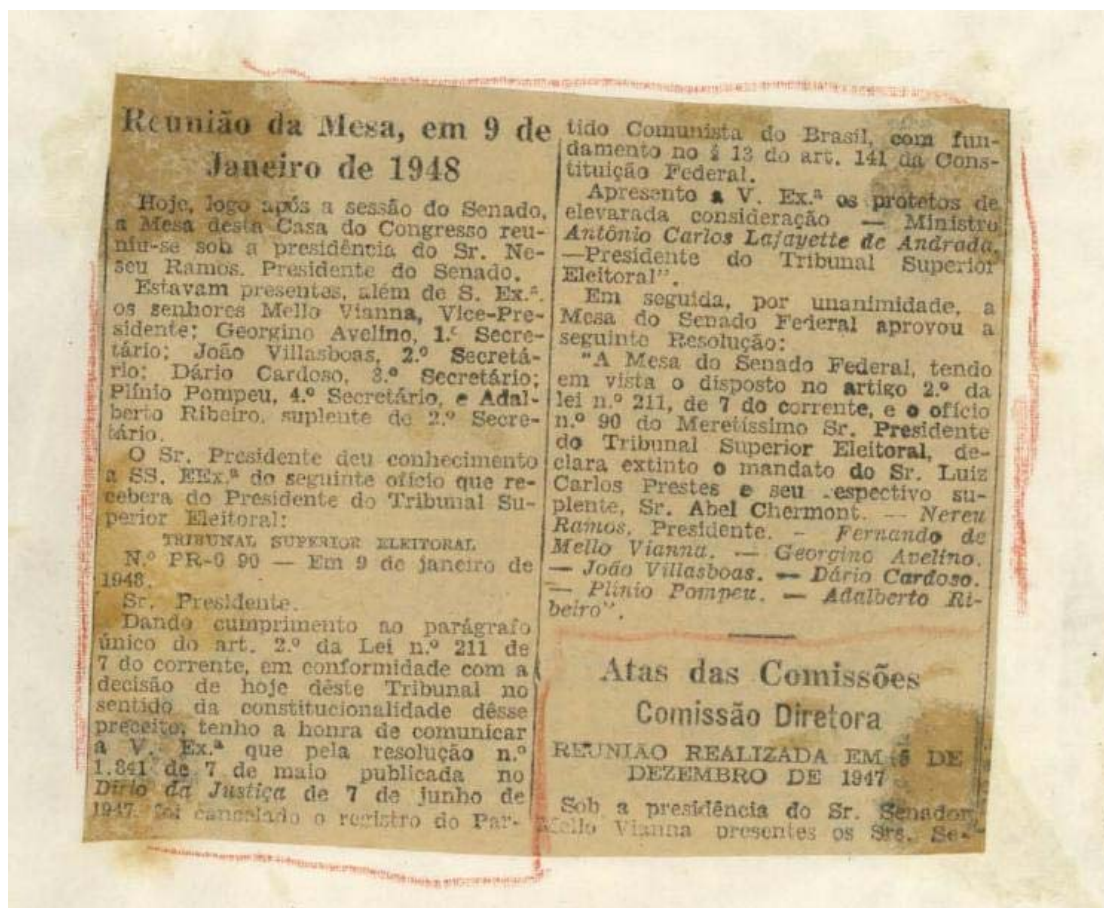 Reunião da Mesa, em 9 de
Janeiro de 1948
Hoje, logo após a sessão do Senado,
a Mesa desta Casa do Congresso reu-
niu-se sob a presidência do Sr. Ne-
seu Ramos. Presidente do Senado.
Estavam presentes, além de S. Ex.ª.
os senhores Mello Vianna, Vice-Pre-
sidente; Georgino Avelino, 1.º Secre-
tário; João Villasboas, 2.º Secretá-
rio; Dário Cardoso, 3.º Secretário;
Plínio Pompeu, 4.º Secretário, e Adal-
berto Ribeiro, suplente de 2.º Secre-
tário.
O Sr. Presidente deu conhecimento
a SS. EEx.ª do seguinte ofício que re-
cebera do Presidente do Tribunal Su-
perior Eleitoral:
TRIBUNAL SUPERIOR ELEITORAL
N.º PR-0 90 — Em 9 de janeiro de
1948.
Sr. Presidente.
Dando cumprimento ao parágrafo
único do art. 2.º da Lei n.º 211 de
7 do corrente, em conformidade com a
decisão de hoje dêste Tribunal no
sentido da constitucionalidade dêsse
preceito, tenho a honra de comunicar
a V. Ex.ª que pela resolução n.º
1.841 de 7 de maio publicada no
Dirio da Justiça de 7 de junho de
1947 foi cancelado o registro do Par-
tido Comunista do Brasil, com fun-
damento no § 13 do art. 141 da Cons-
tituição Federal.
Apresento a V. Ex.ª os protetos de
elevarada consideração — Ministro
Antônio Carlos Lafayette de Andrada.
—Presidente do Tribunal Superior
Eleitoral".
Em seguida, por unanimidade, a
Mesa do Senado Federal aprovou a
seguinte Resolução:
"A Mesa do Senado Federal, tendo
em vista o disposto no artigo 2.º da
lei n.º 211, de 7 do corrente, e o ofício
n.º 90 do Meretíssimo Sr. Presidente
do Tribunal Superior Eleitoral, de-
clara extinto o mandato do Sr. Luiz
Carlos Prestes e seu respectivo su-
plente, Sr. Abel Chermont. — Nereu
Ramos, Presidente. — Fernando de
Mello Vianna. — Georgino Avelino.
— João Villasboas. — Dário Cardoso.
— Plínio Pompeu. — Adalberto Ri-
beiro".
Atas das Comissões
Comissão Diretora
REUNIÃO REALIZADA EM 5 DE
DEZEMBRO DE 1947
Sob a presidência do Sr. Senador
Mello Vianna presentes os Srs. Se-